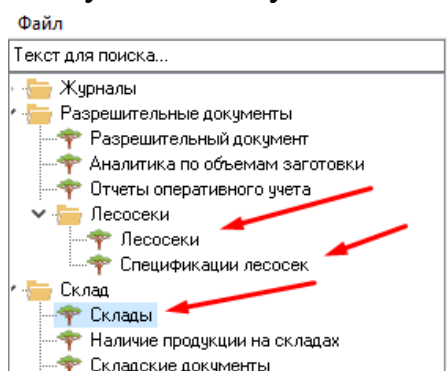 Файл
Текст для поиска...
Журналы
Разрешительные документы
Разрешительный документ
Аналитика по объемам заготовки
Отчеты оперативного учета
Лесосеки
Лесосеки
Спецификации лесосек
Склад
Склады
Наличие продукции на складах
Складские документы